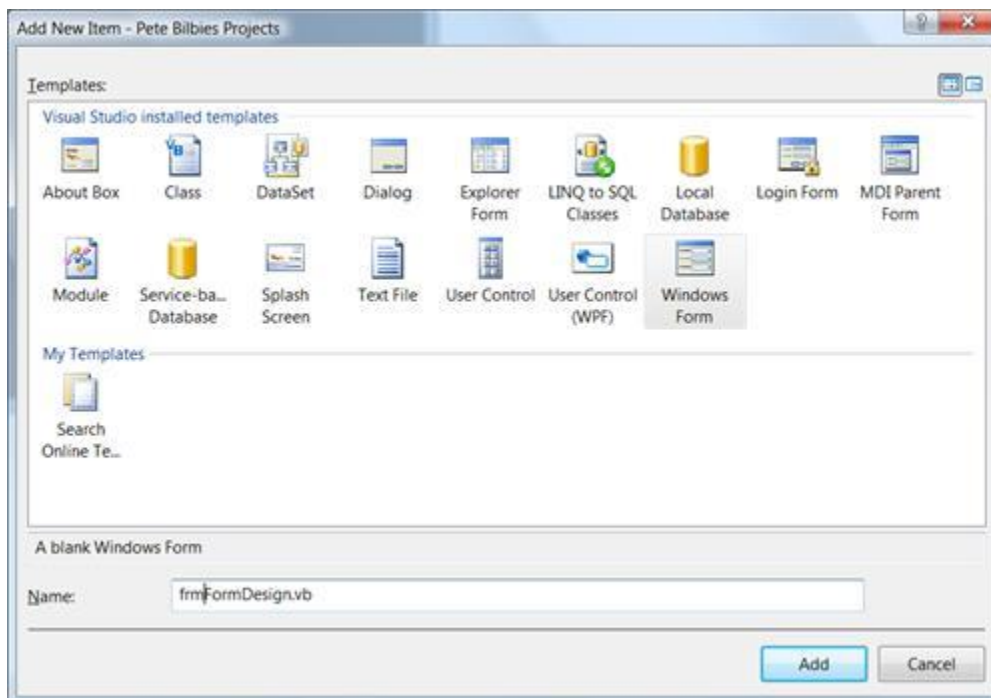 Add New Item - Pete Bilbies Projects
Templates:
Visual Studio installed templates
About Box
Class
DataSet
Dialog
Explorer
Form
LINQ to SQL
Classes
Local
Database
Login Form
MDI Parent
Form
Module
Service-ba...
Database
Splash
Screen
Text File
User Control
User Control
(WPF)
Windows
Form
My Templates
Search
Online Te...
A blank Windows Form
Name:
frmFormDesign.vb
Add
Cancel